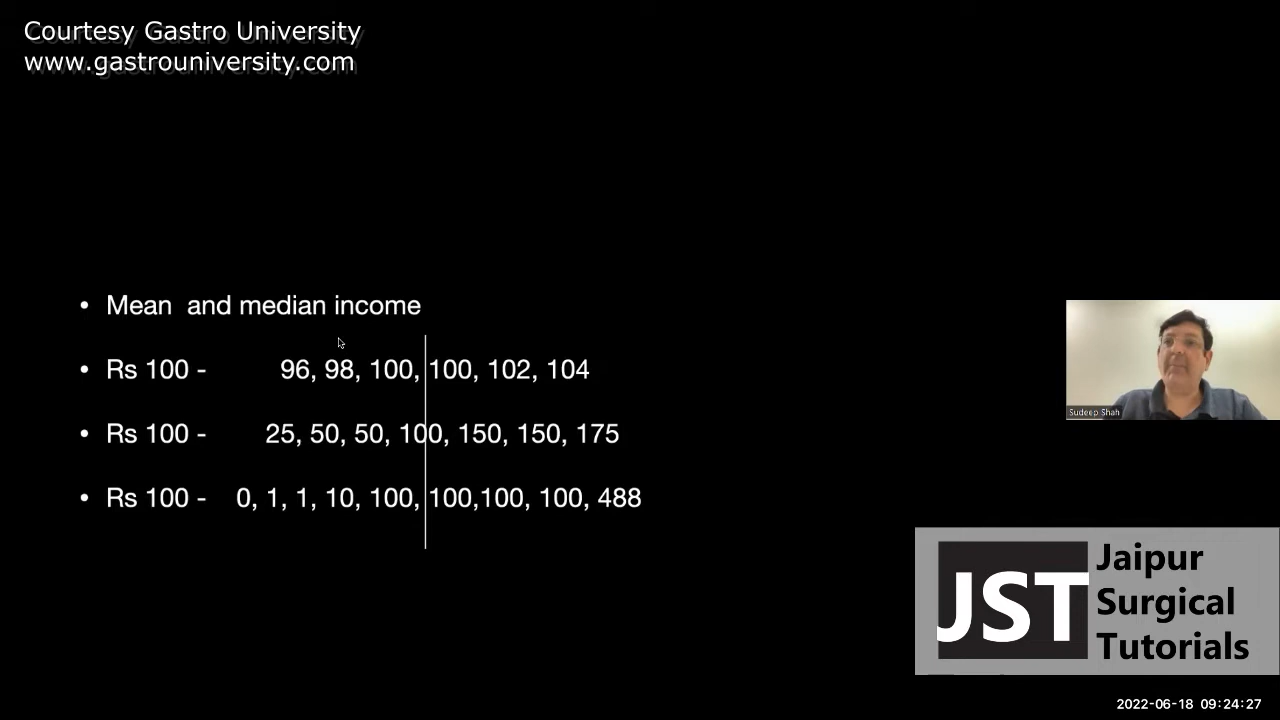 Courtesy Gastro University
www.gastrouniversity.com
• Mean and median income
• Rs 100 - 96, 98, 100, 100, 102, 104
• Rs 100 - 25, 50, 50, 100, 150, 150, 175
• Rs 100 - 0, 1, 1, 10, 100, 100,100, 100, 488
Sudeep Shah
JST
Jaipur
Surgical
Tutorials
2022-06-18 09:24:27